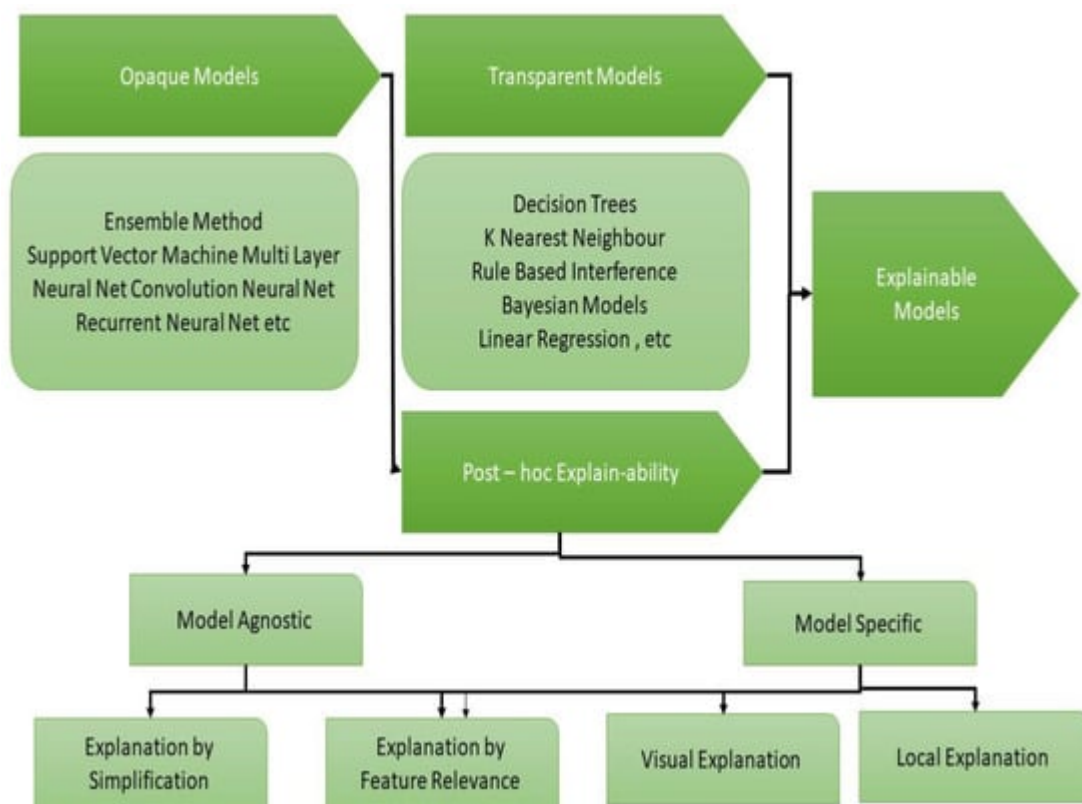 Opaque Models
Transparent Models
Ensemble Method
Support Vector Machine Multi Layer
Neural Net Convolution Neural Net
Recurrent Neural Net etc
Decision Trees
K Nearest Neighbour
Rule Based Interference
Bayesian Models
Linear Regression , etc
Explainable
Models
Post – hoc Explain-ability
Model Agnostic
Model Specific
Explanation by
Simplification
Explanation by
Feature Relevance
Visual Explanation
Local Explanation